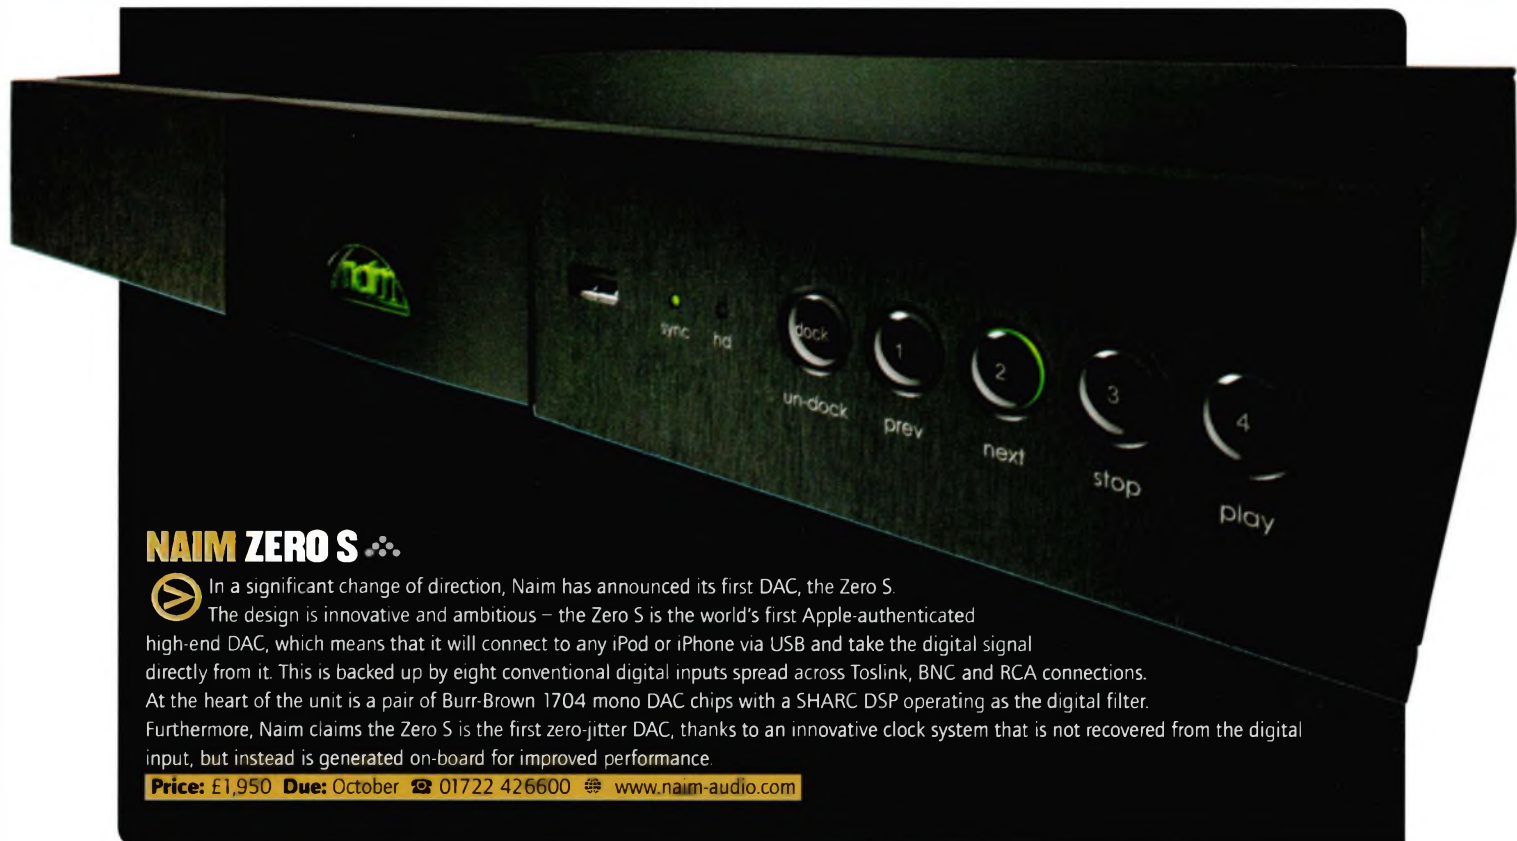 naim
sync
hd
dock
1
2
3
4
un-dock
prev
next
stop
play
NAIM ZERO S
In a significant change of direction, Naim has announced its first DAC, the Zero S.
The design is innovative and ambitious – the Zero S is the world's first Apple-authenticated
high-end DAC, which means that it will connect to any iPod or iPhone via USB and take the digital signal
directly from it. This is backed up by eight conventional digital inputs spread across Toslink, BNC and RCA connections.
At the heart of the unit is a pair of Burr-Brown 1704 mono DAC chips with a SHARC DSP operating as the digital filter.
Furthermore, Naim claims the Zero S is the first zero-jitter DAC, thanks to an innovative clock system that is not recovered from the digital
input, but instead is generated on-board for improved performance.
Price: £1,950 Due: October ☎ 01722 426600 www.naim-audio.com